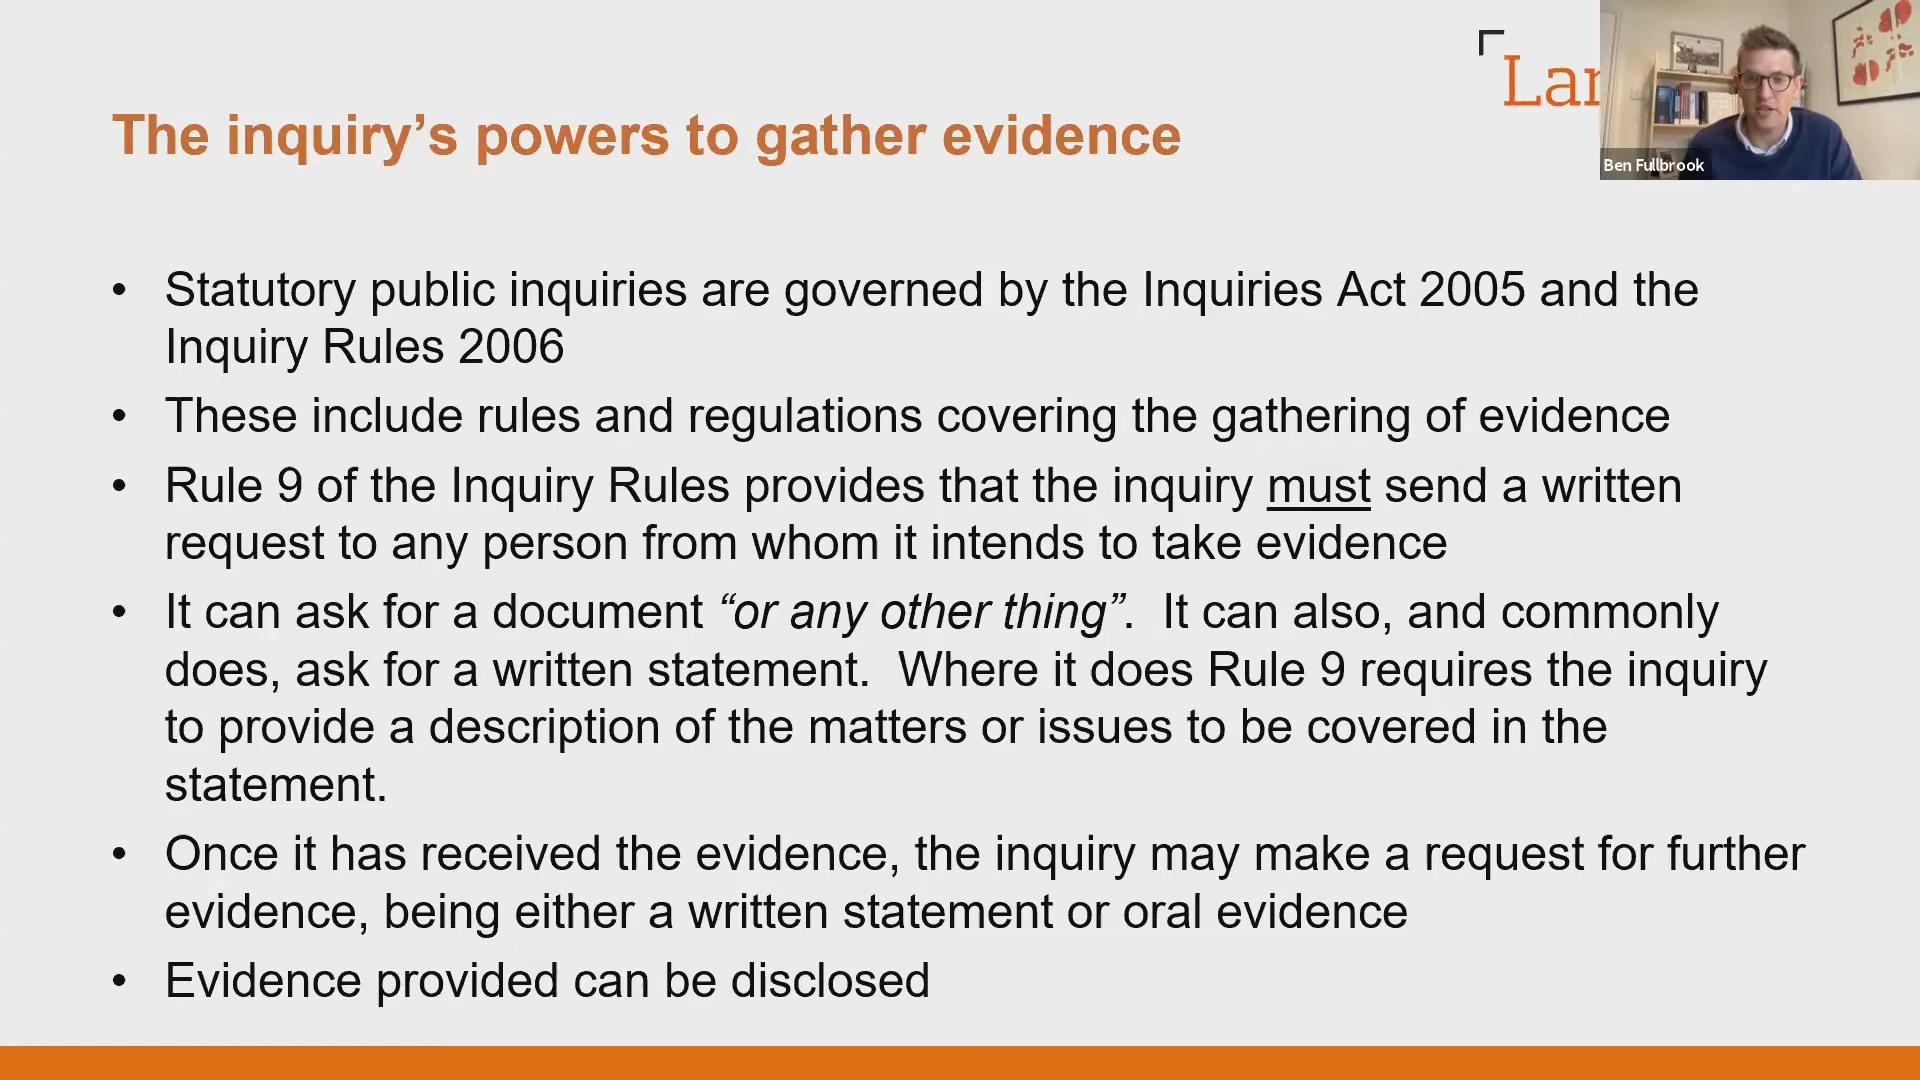 Lar
Ben Fullbrook
The inquiry’s powers to gather evidence
• Statutory public inquiries are governed by the Inquiries Act 2005 and the
Inquiry Rules 2006
• These include rules and regulations covering the gathering of evidence
• Rule 9 of the Inquiry Rules provides that the inquiry must send a written
request to any person from whom it intends to take evidence
• It can ask for a document “or any other thing”.  It can also, and commonly
does, ask for a written statement.  Where it does Rule 9 requires the inquiry
to provide a description of the matters or issues to be covered in the
statement.
• Once it has received the evidence, the inquiry may make a request for further
evidence, being either a written statement or oral evidence
• Evidence provided can be disclosed